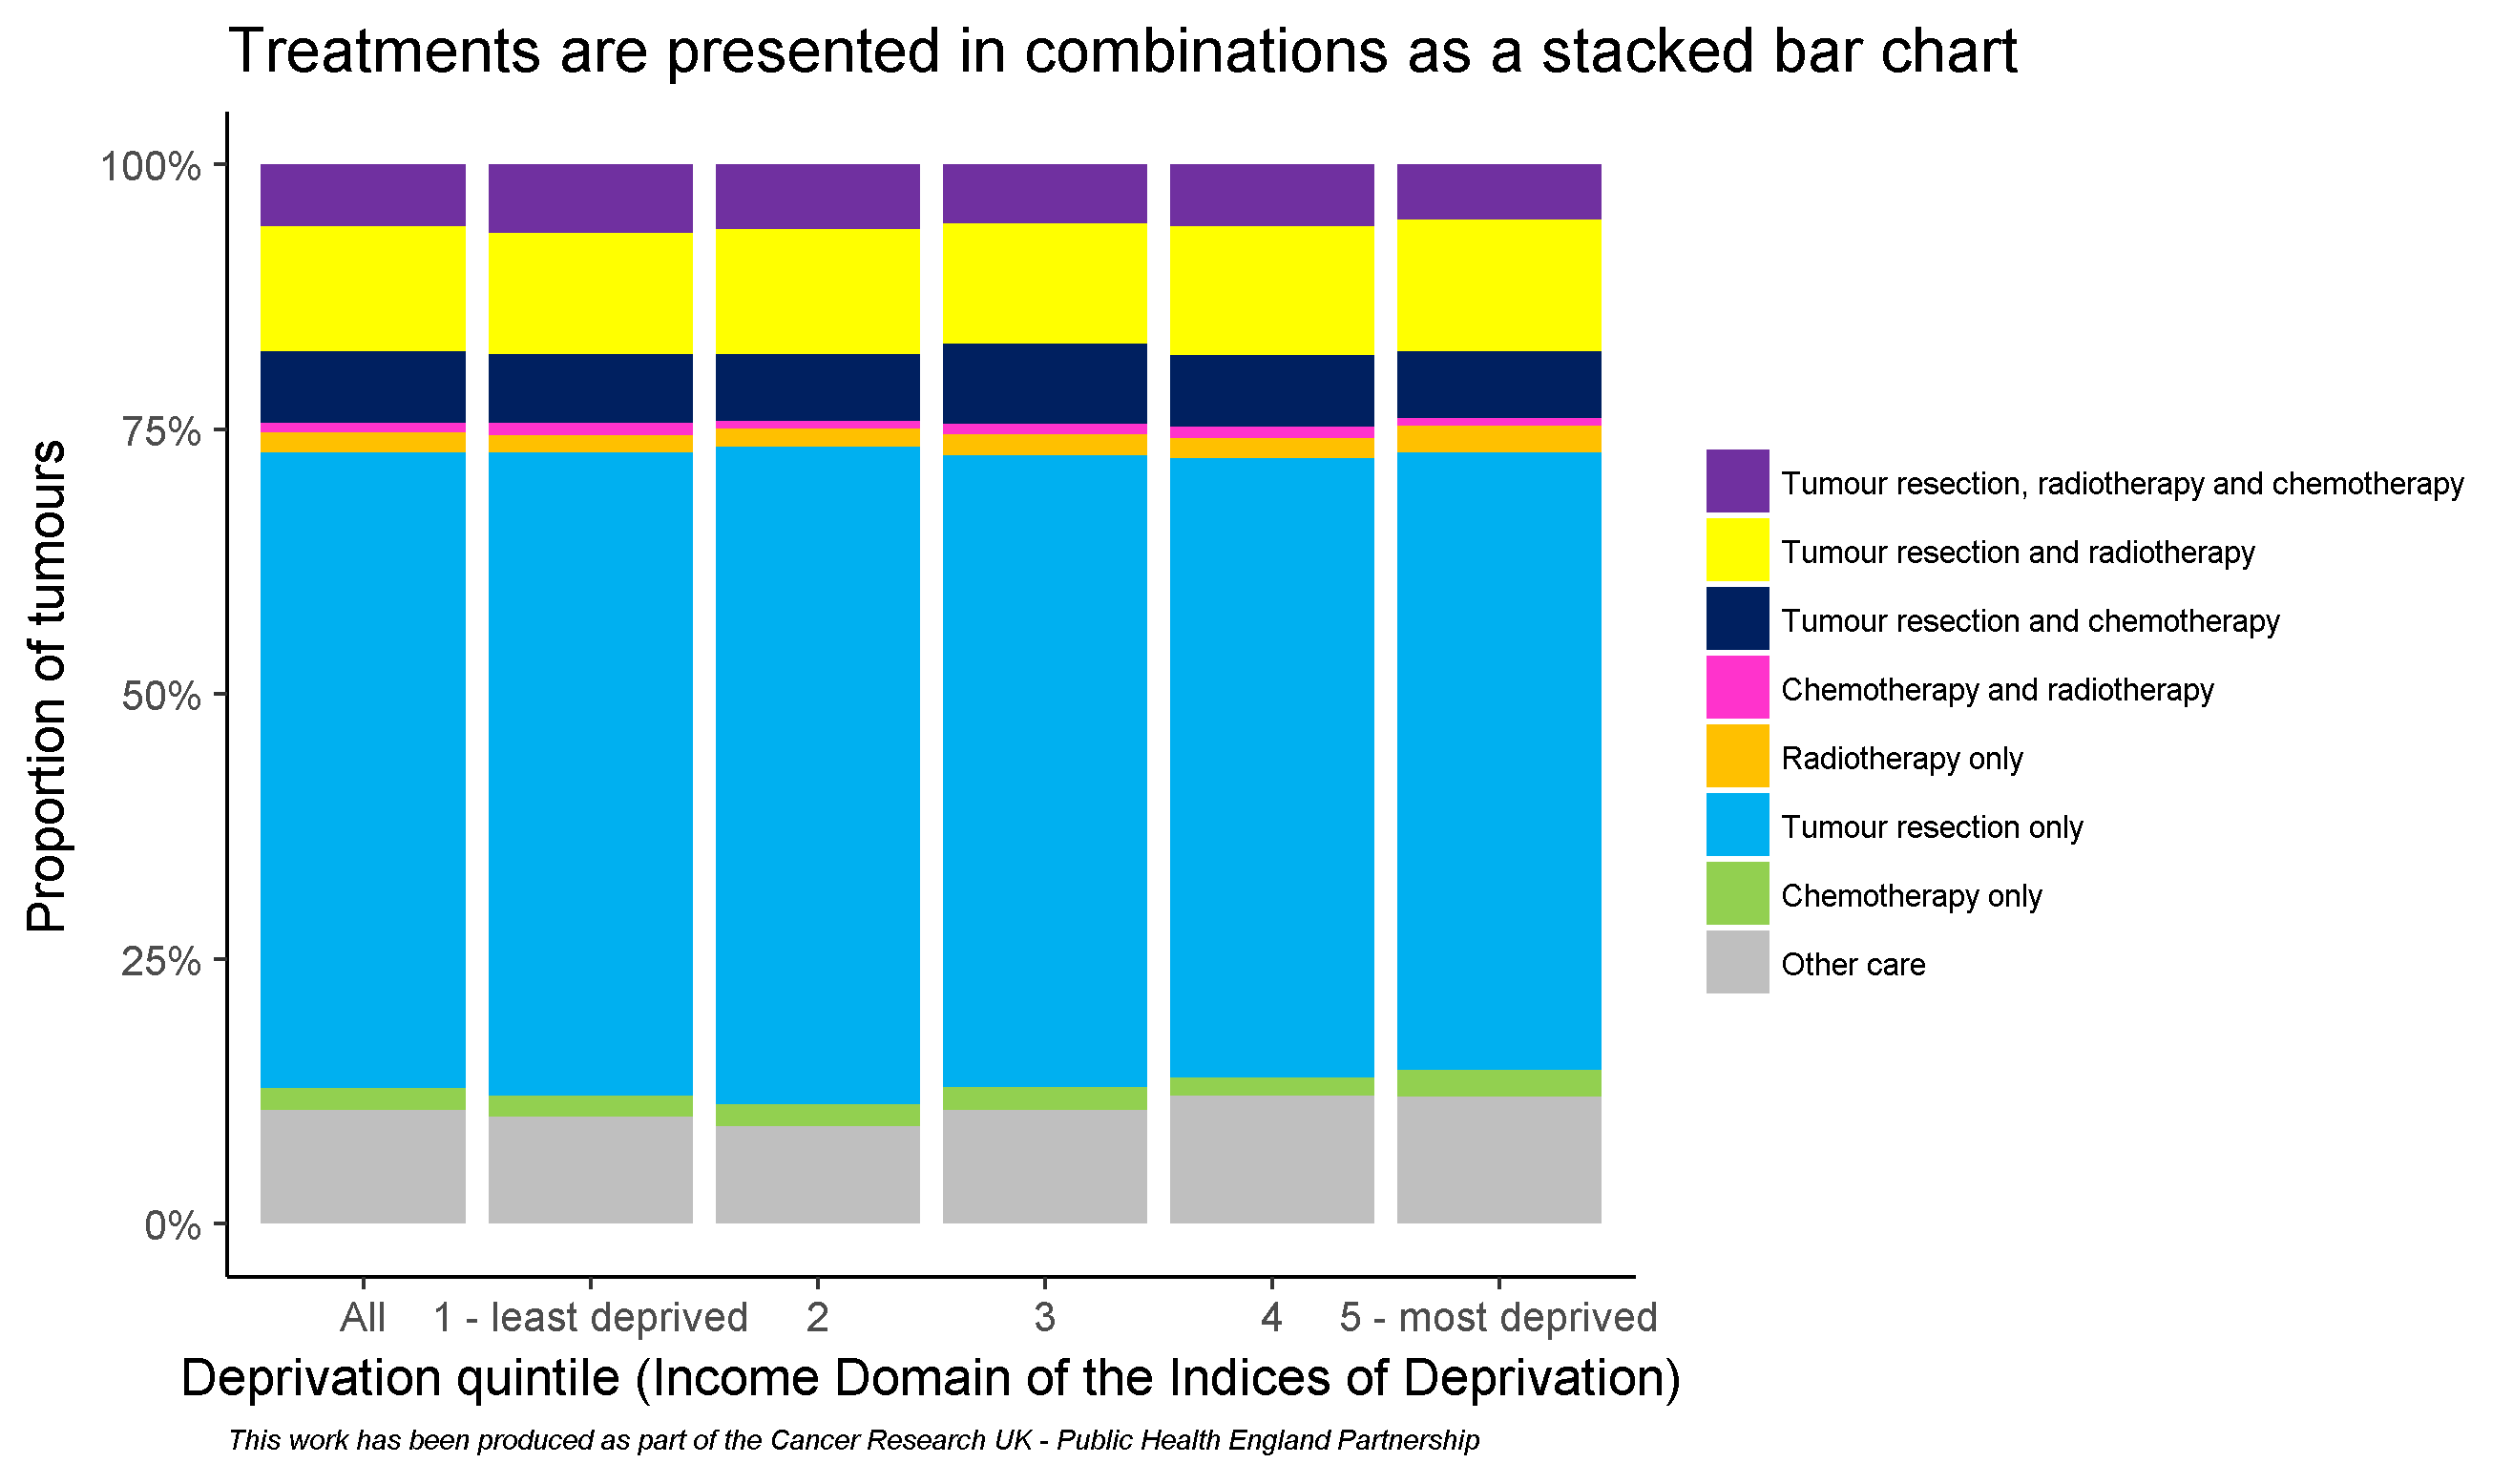 Treatments are presented in combinations as a stacked bar chart
Proportion of tumours
100%
75%
50%
25%
0%
All
1 - least deprived
2
3
4
5 - most deprived
Deprivation quintile (Income Domain of the Indices of Deprivation)
This work has been produced as part of the Cancer Research UK - Public Health England Partnership
Tumour resection, radiotherapy and chemotherapy
Tumour resection and radiotherapy
Tumour resection and chemotherapy
Chemotherapy and radiotherapy
Radiotherapy only
Tumour resection only
Chemotherapy only
Other care